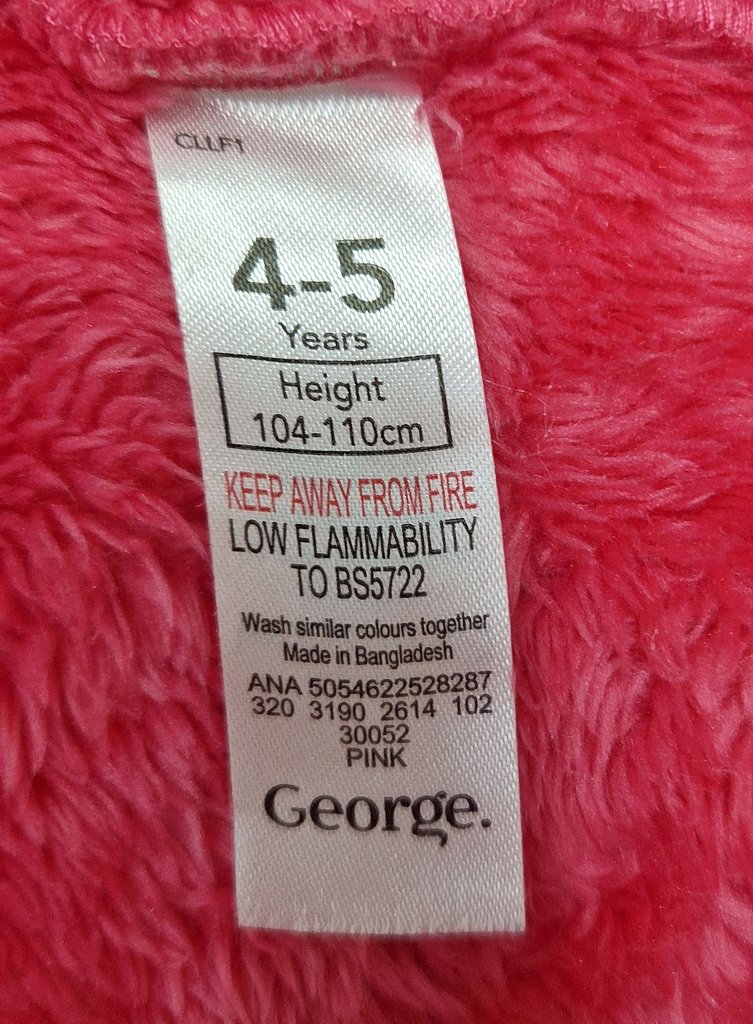 CLLF1
4-5
Years
Height
104-110cm
KEEP AWAY FROM FIRE
LOW FLAMMABILITY
TO BS5722
Wash similar colours together
Made in Bangladesh
ANA 5054622528287
320 3190 2614 102
30052
PINK
George.